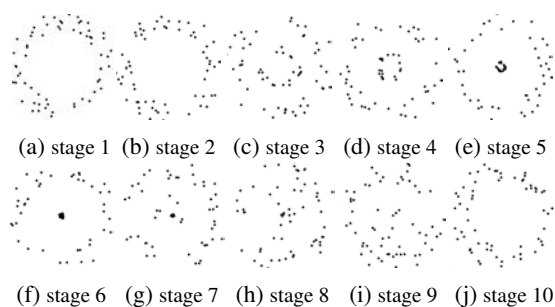 (a) stage 1 (b) stage 2 (c) stage 3 (d) stage 4 (e) stage 5
(f) stage 6 (g) stage 7 (h) stage 8 (i) stage 9 (j) stage 10